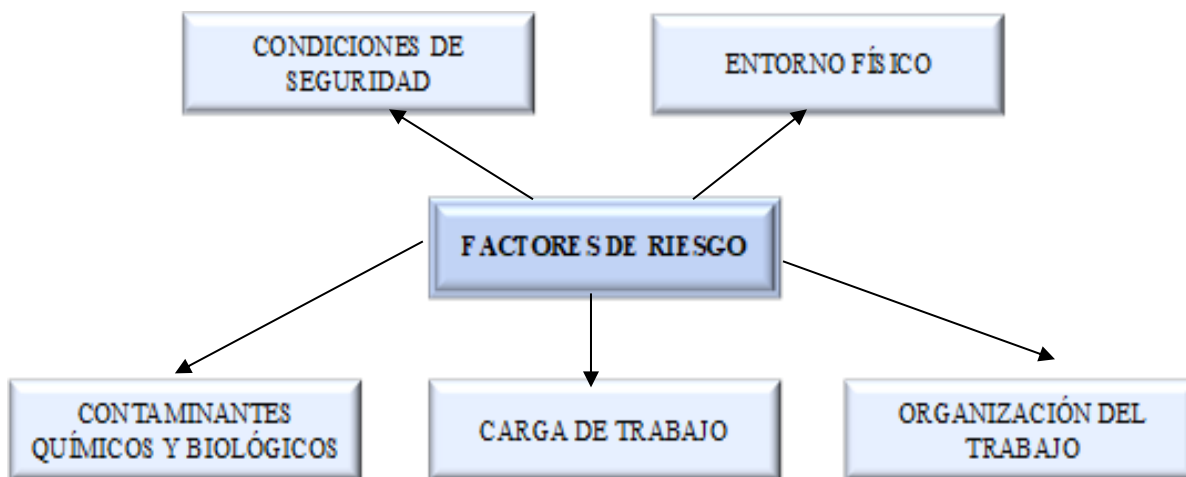 CONDICIONES DE
SEGURIDAD
ENTORNO FÍSICO
FACTORES DE RIESGO
CONTAMINANTES
QUÍMICOS Y BIOLÓGICOS
CARGA DE TRABAJO
ORGANIZACIÓN DEL
TRABAJO